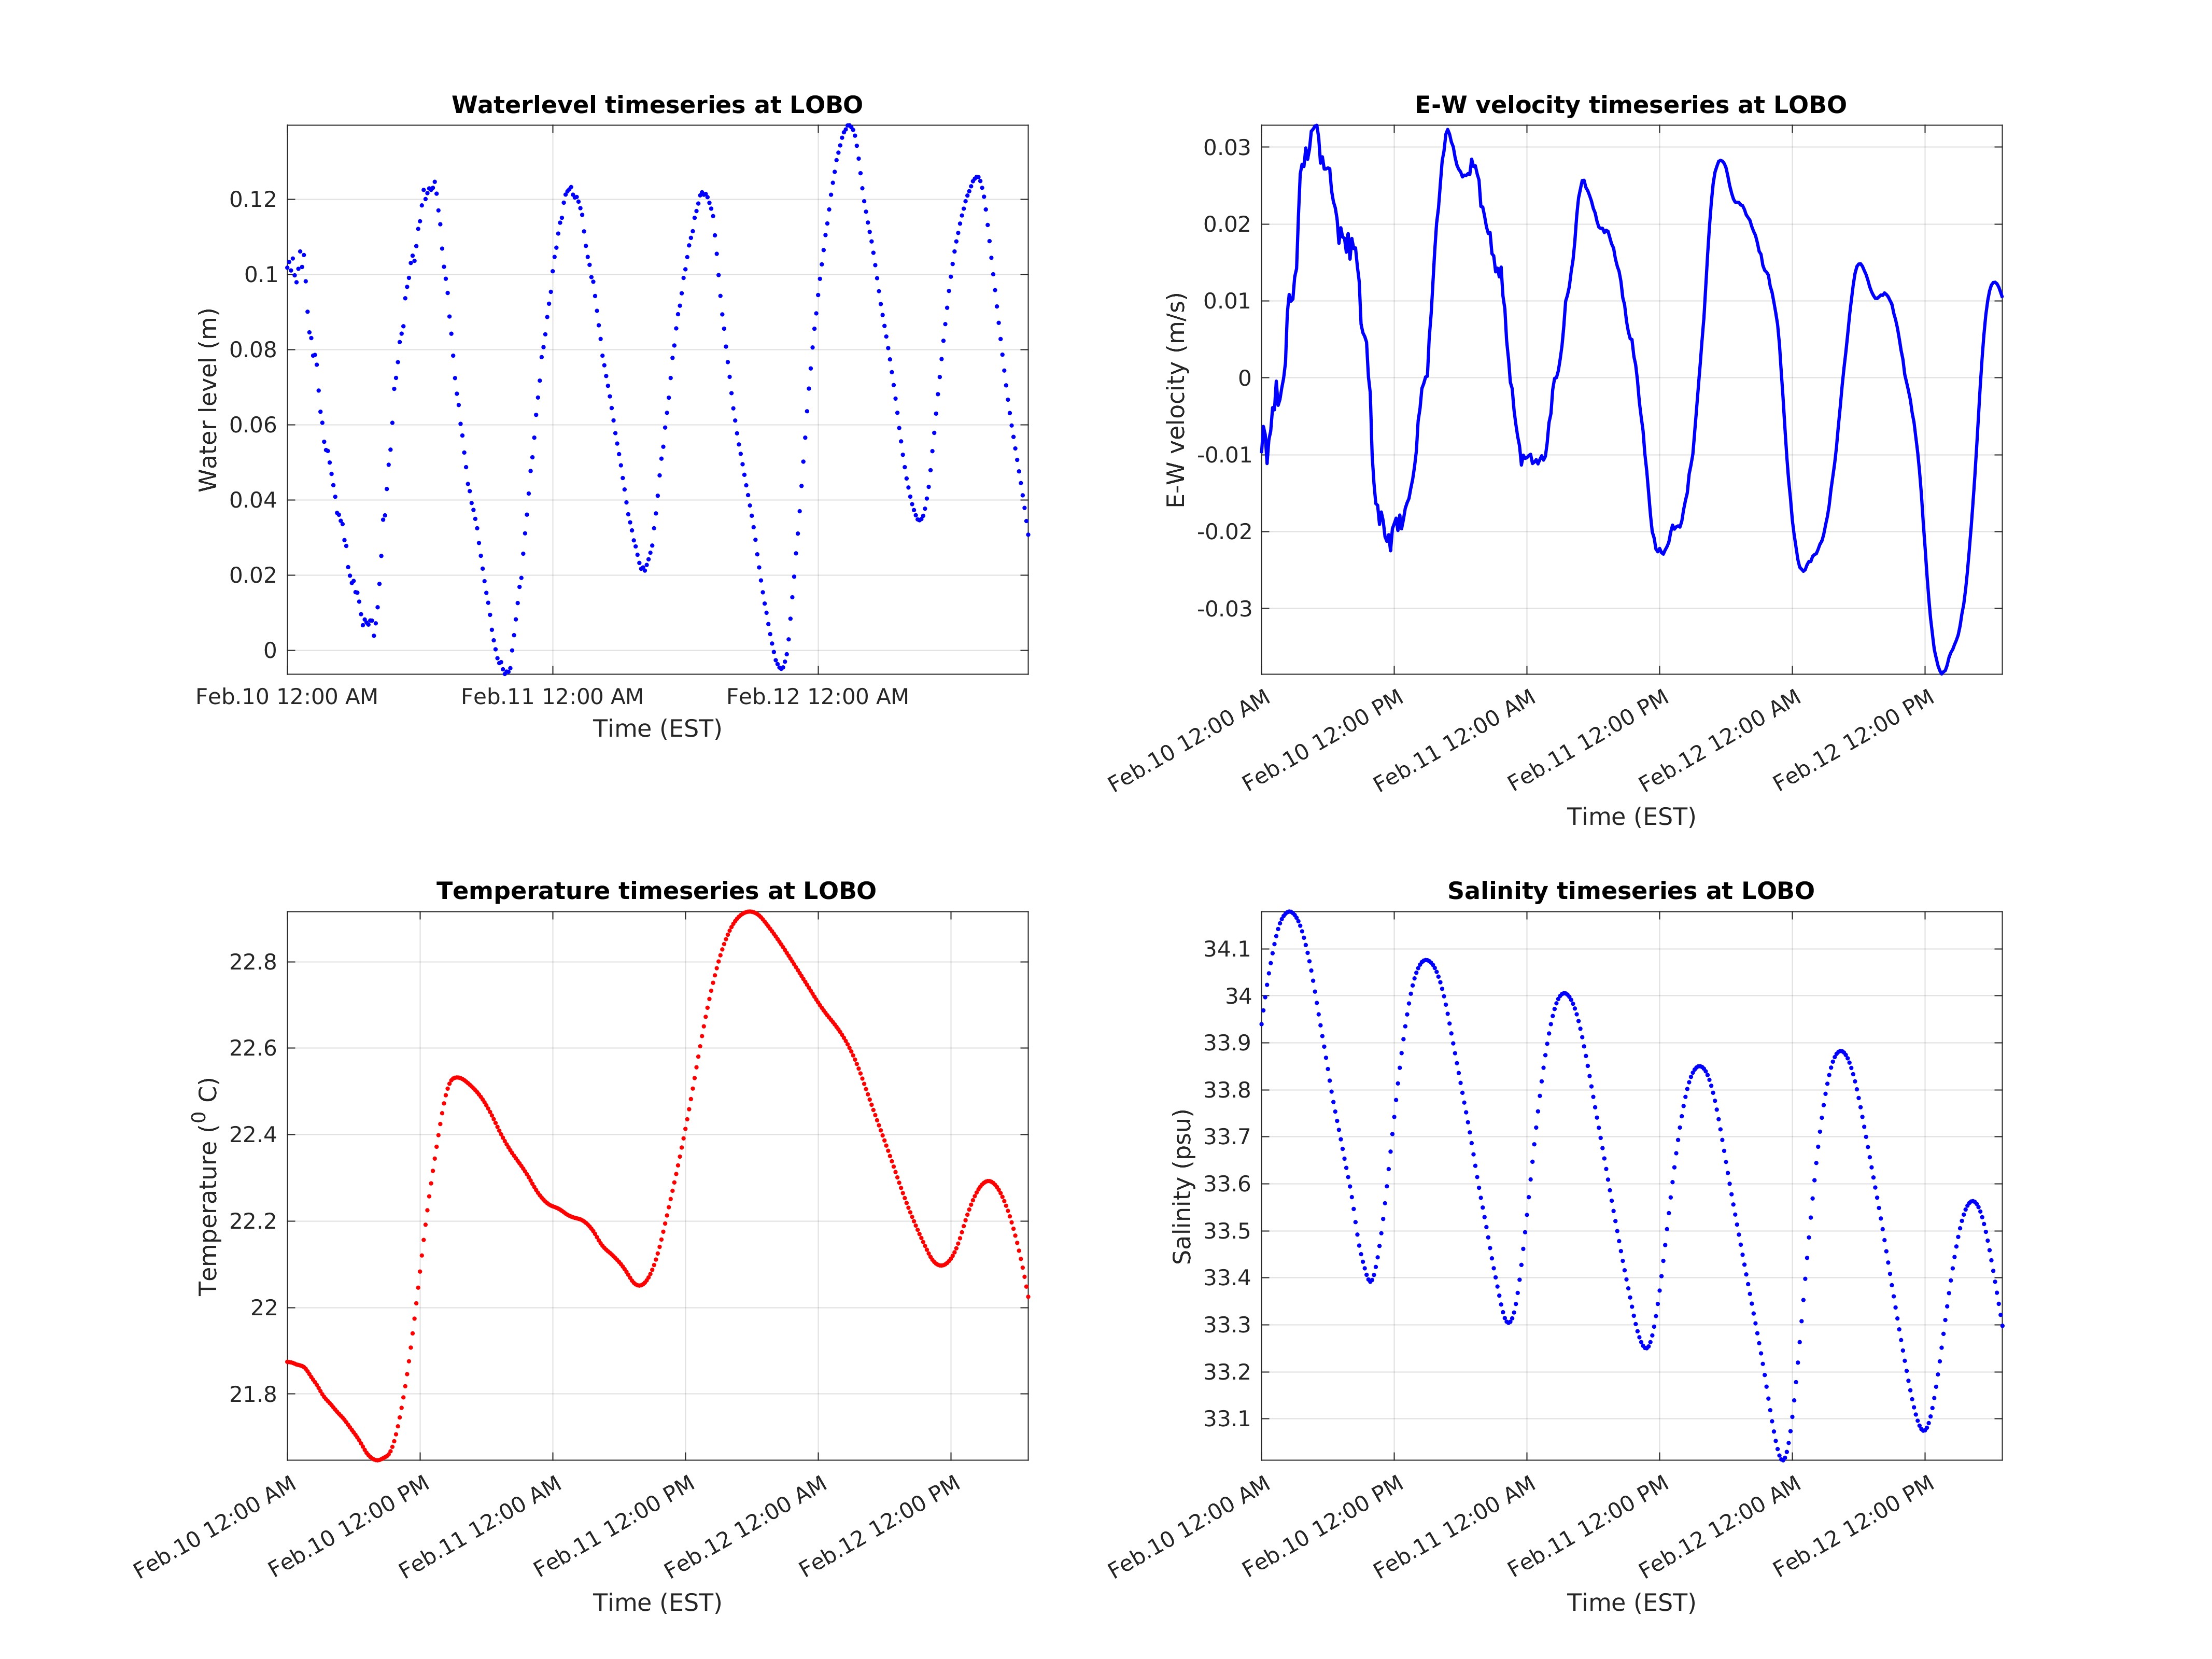 Waterlevel timeseries at LOBO
0.12
0.1
0.08
0.06
0.04
0.02
0
Water level (m)
Feb.10 12:00 AM
Feb.11 12:00 AM
Feb.12 12:00 AM
Time (EST)
E-W velocity timeseries at LOBO
0.03
0.02
0.01
0
-0.01
-0.02
-0.03
E-W velocity (m/s)
Feb.10 12:00 AM
Feb.10 12:00 PM
Feb.11 12:00 AM
Feb.11 12:00 PM
Feb.12 12:00 AM
Feb.12 12:00 PM
Time (EST)
Temperature timeseries at LOBO
22.8
22.6
22.4
22.2
22
21.8
Temperature (⁰ C)
Feb.10 12:00 AM
Feb.10 12:00 PM
Feb.11 12:00 AM
Feb.11 12:00 PM
Feb.12 12:00 AM
Feb.12 12:00 PM
Time (EST)
Salinity timeseries at LOBO
34.1
34
33.9
33.8
33.7
33.6
33.5
33.4
33.3
33.2
33.1
Salinity (psu)
Feb.10 12:00 AM
Feb.10 12:00 PM
Feb.11 12:00 AM
Feb.11 12:00 PM
Feb.12 12:00 AM
Feb.12 12:00 PM
Time (EST)